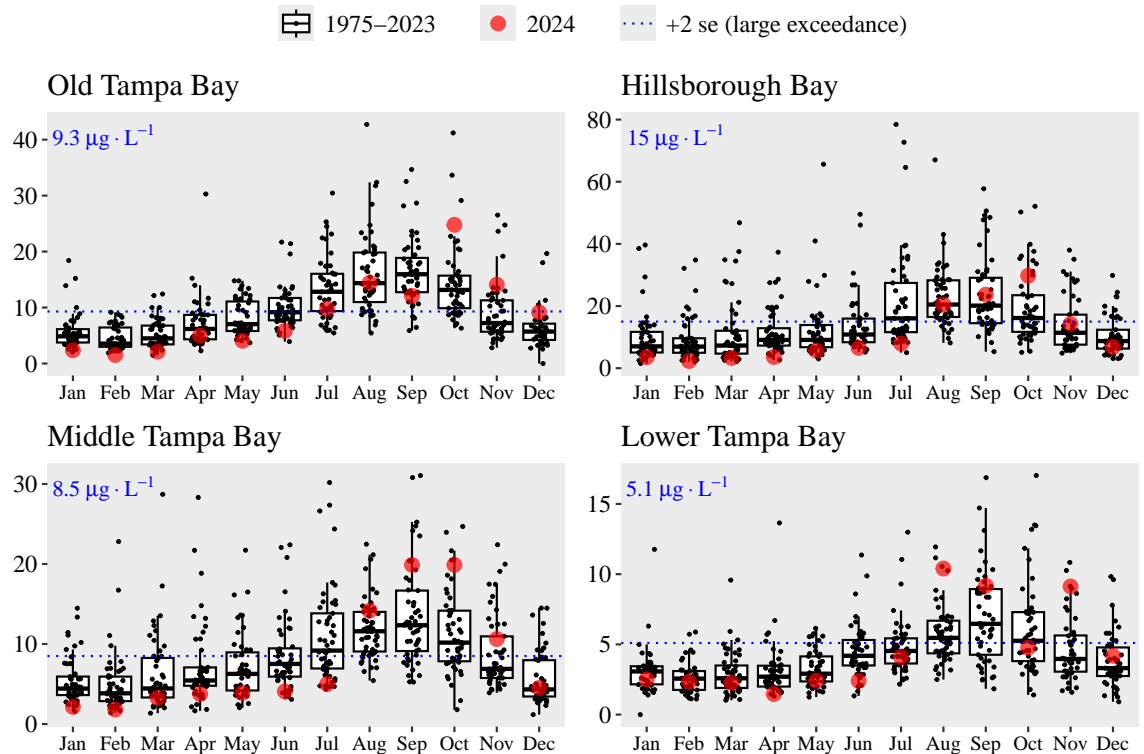 1975–2023 2024 +2 se (large exceedance)
Old Tampa Bay
9.3 μg · L⁻¹
40
30
20
10
0
Jan Feb Mar Apr May Jun Jul Aug Sep Oct Nov Dec
Hillsborough Bay
15 μg · L⁻¹
80
60
40
20
0
Jan Feb Mar Apr May Jun Jul Aug Sep Oct Nov Dec
Middle Tampa Bay
8.5 μg · L⁻¹
30
20
10
0
Jan Feb Mar Apr May Jun Jul Aug Sep Oct Nov Dec
Lower Tampa Bay
5.1 μg · L⁻¹
15
10
5
0
Jan Feb Mar Apr May Jun Jul Aug Sep Oct Nov Dec